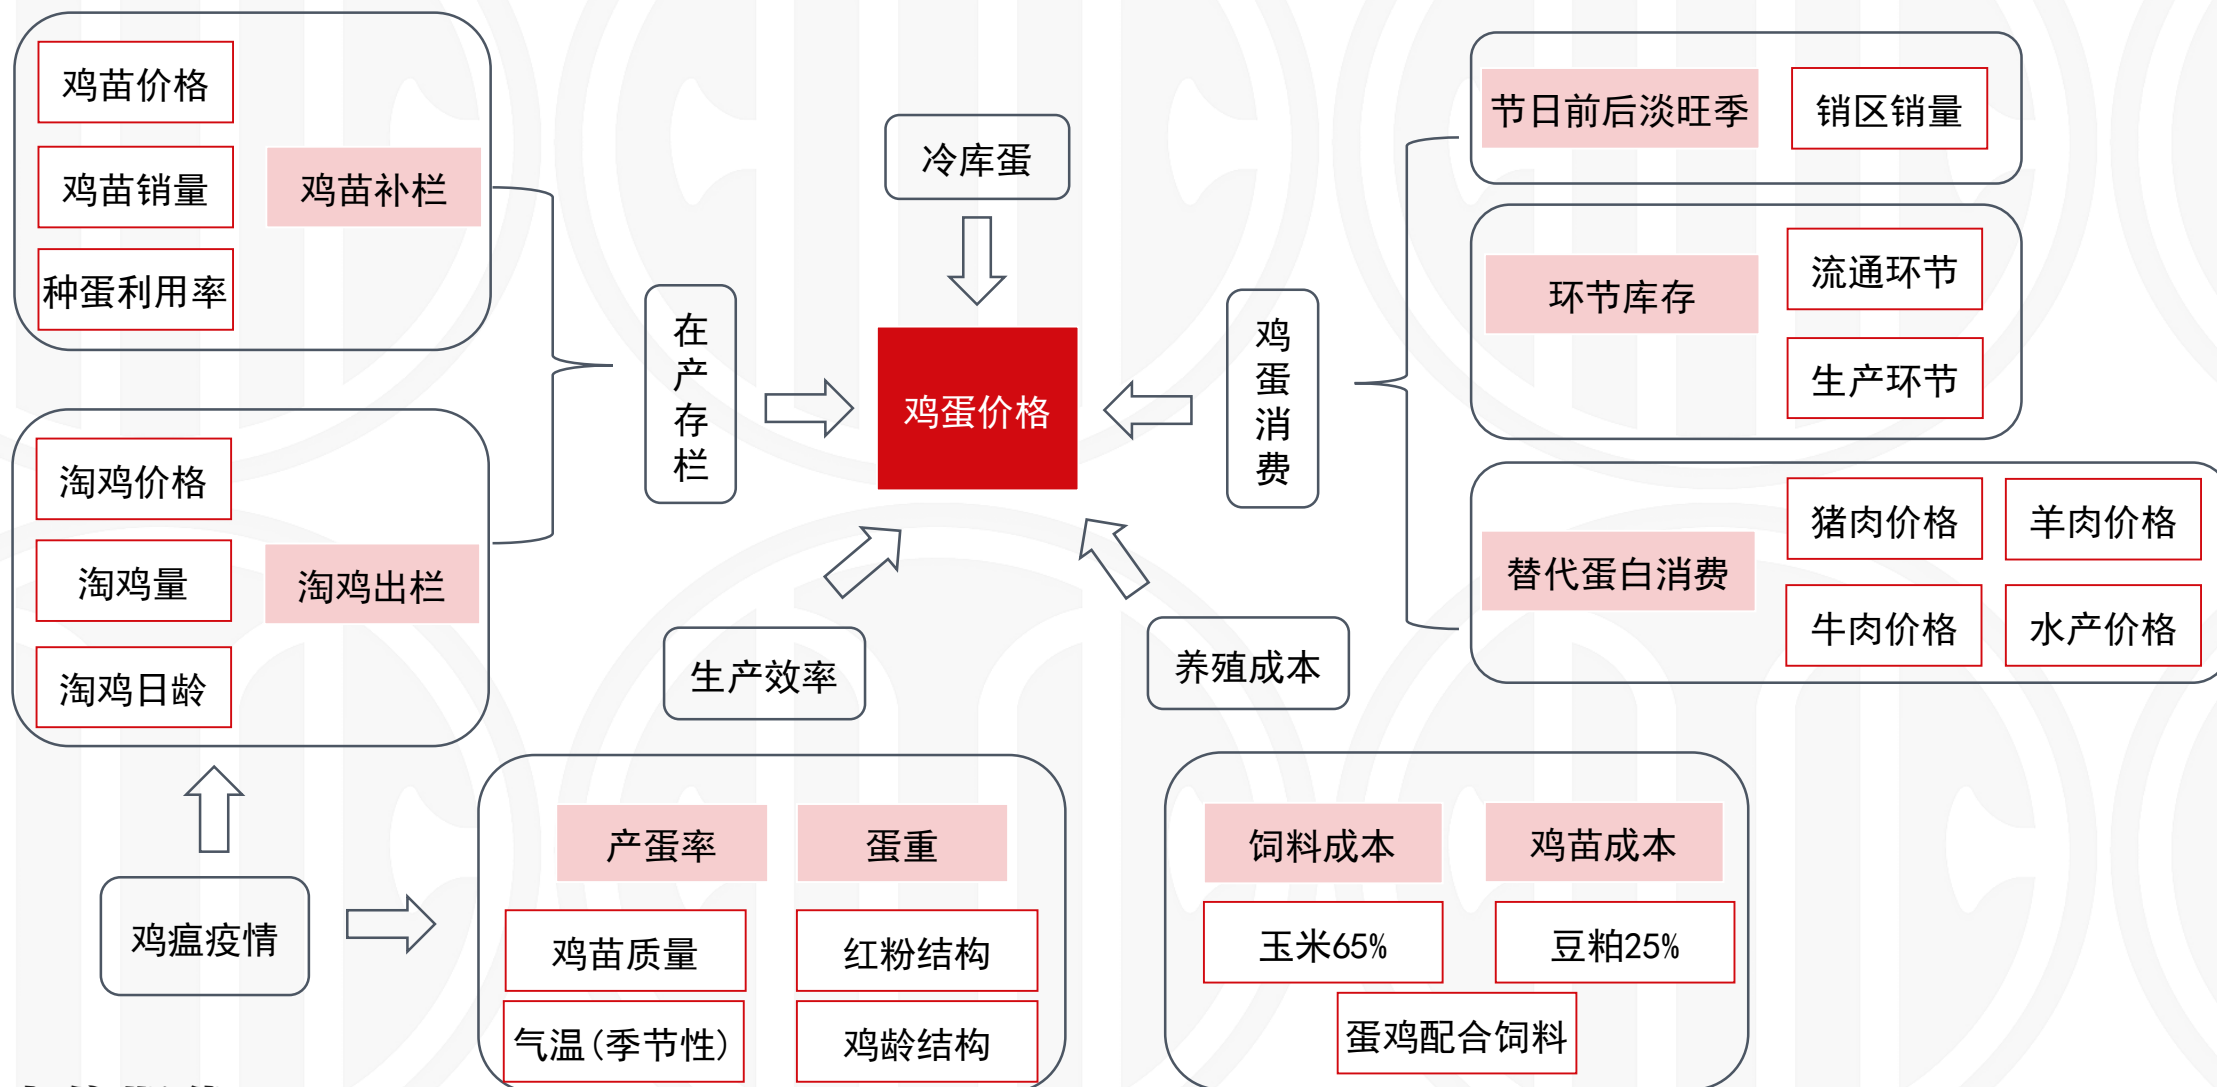 鸡苗价格
鸡苗销量
种蛋利用率
鸡苗补栏
淘鸡价格
淘鸡量
淘鸡日龄
淘鸡出栏
鸡瘟疫情
在产存栏
冷库蛋
鸡蛋价格
鸡蛋消费
生产效率
养殖成本
产蛋率
蛋重
鸡苗质量
红粉结构
气温(季节性)
鸡龄结构
饲料成本
鸡苗成本
玉米65%
豆粕25%
蛋鸡配合饲料
节日前后淡旺季
销区销量
环节库存
流通环节
生产环节
替代蛋白消费
猪肉价格
羊肉价格
牛肉价格
水产价格